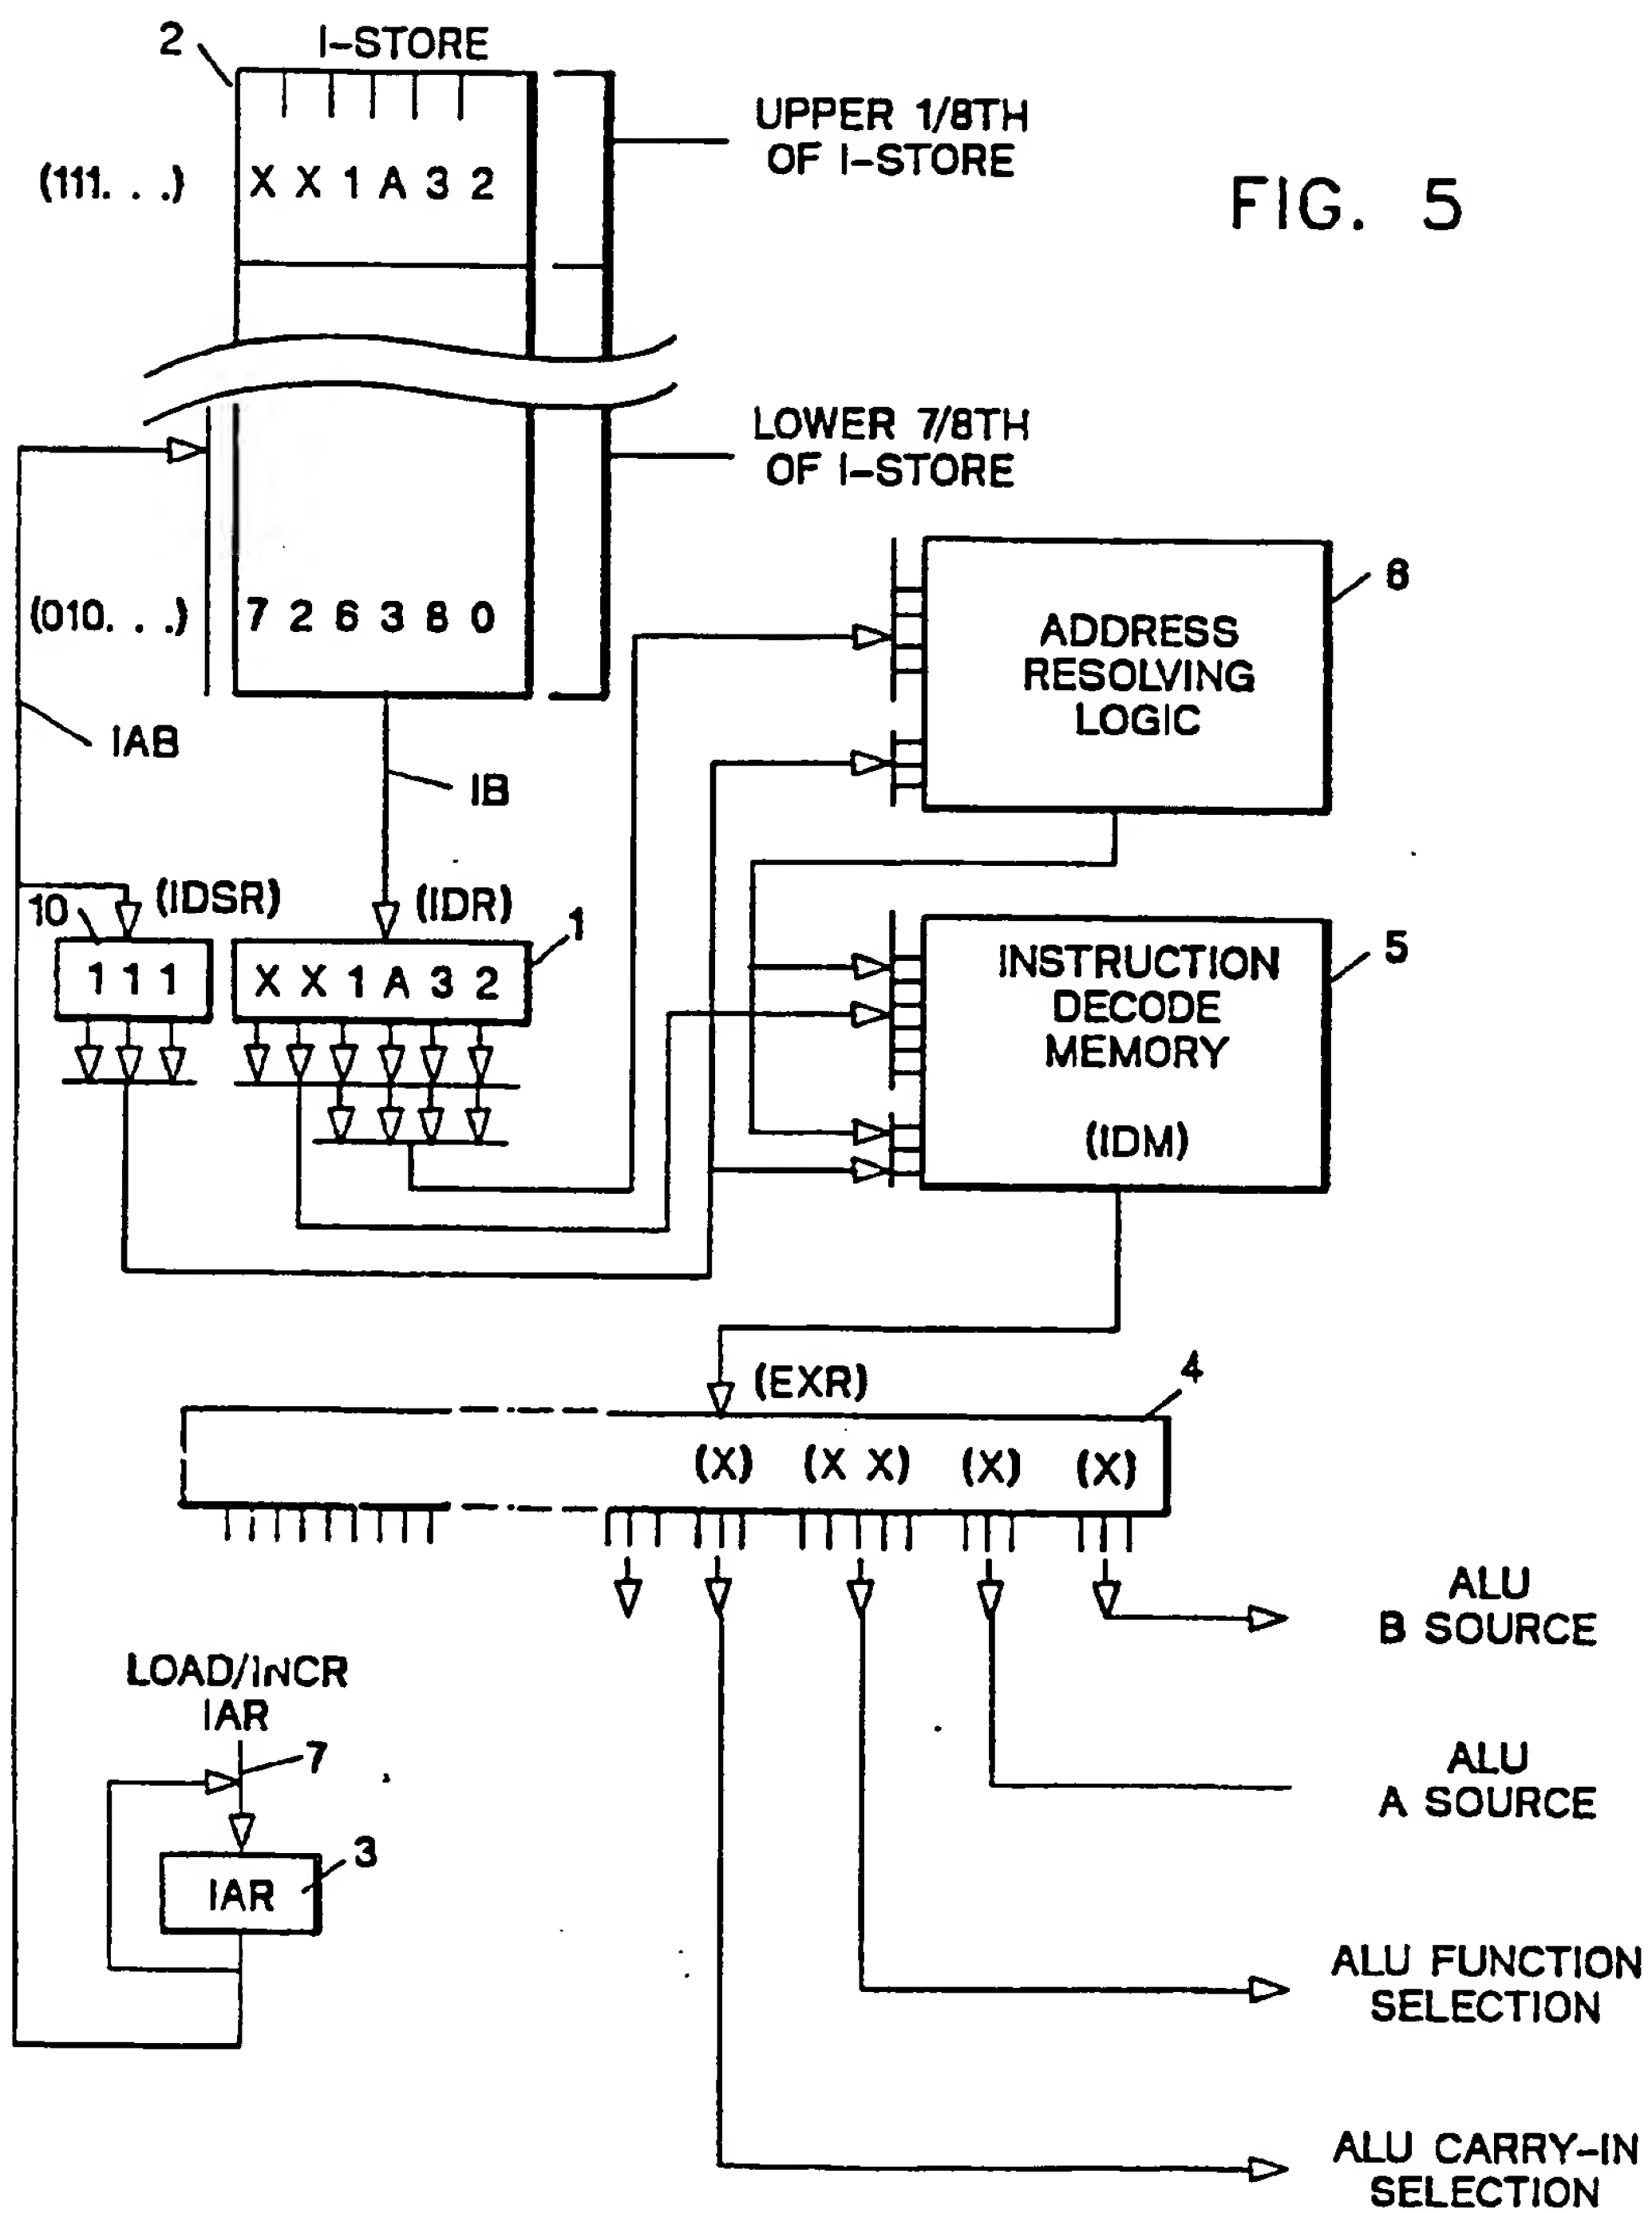 2
I-STORE
UPPER 1/8TH
OF I-STORE
(111. . .)
X X 1 A 3 2
FIG. 5
LOWER 7/8TH
OF I-STORE
(010. . .)
7 2 6 3 8 0
6
ADDRESS
RESOLVING
LOGIC
IAB
IB
10
(IDSR)
(IDR)
1
1 1 1
X X 1 A 3 2
5
INSTRUCTION
DECODE
MEMORY
(IDM)
(EXR)
4
(X) (X X) (X) (X)
ALU
B SOURCE
LOAD/INCR
IAR
7
ALU
A SOURCE
3
IAR
ALU FUNCTION
SELECTION
ALU CARRY-IN
SELECTION